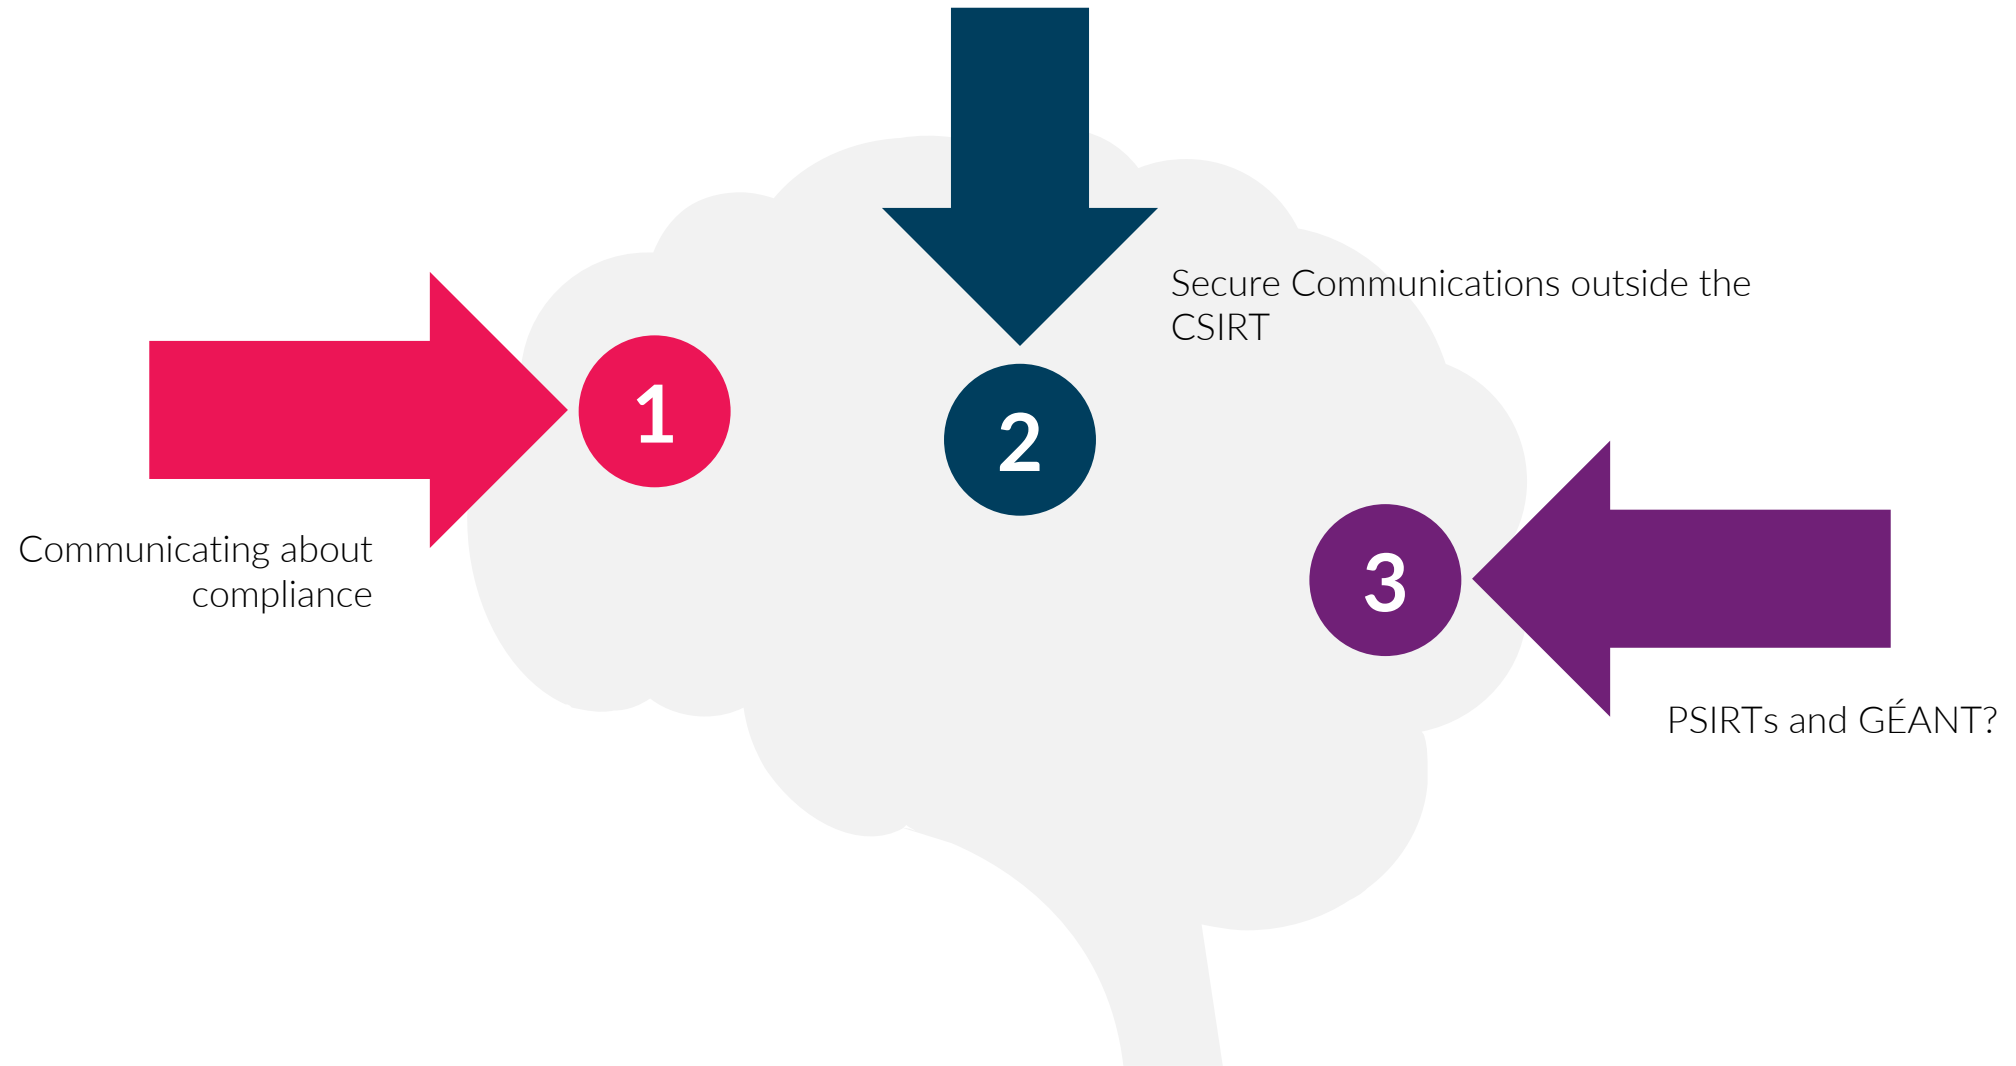 1
Communicating about
compliance
2
Secure Communications outside the
CSIRT
3
PSIRTs and GÉANT?